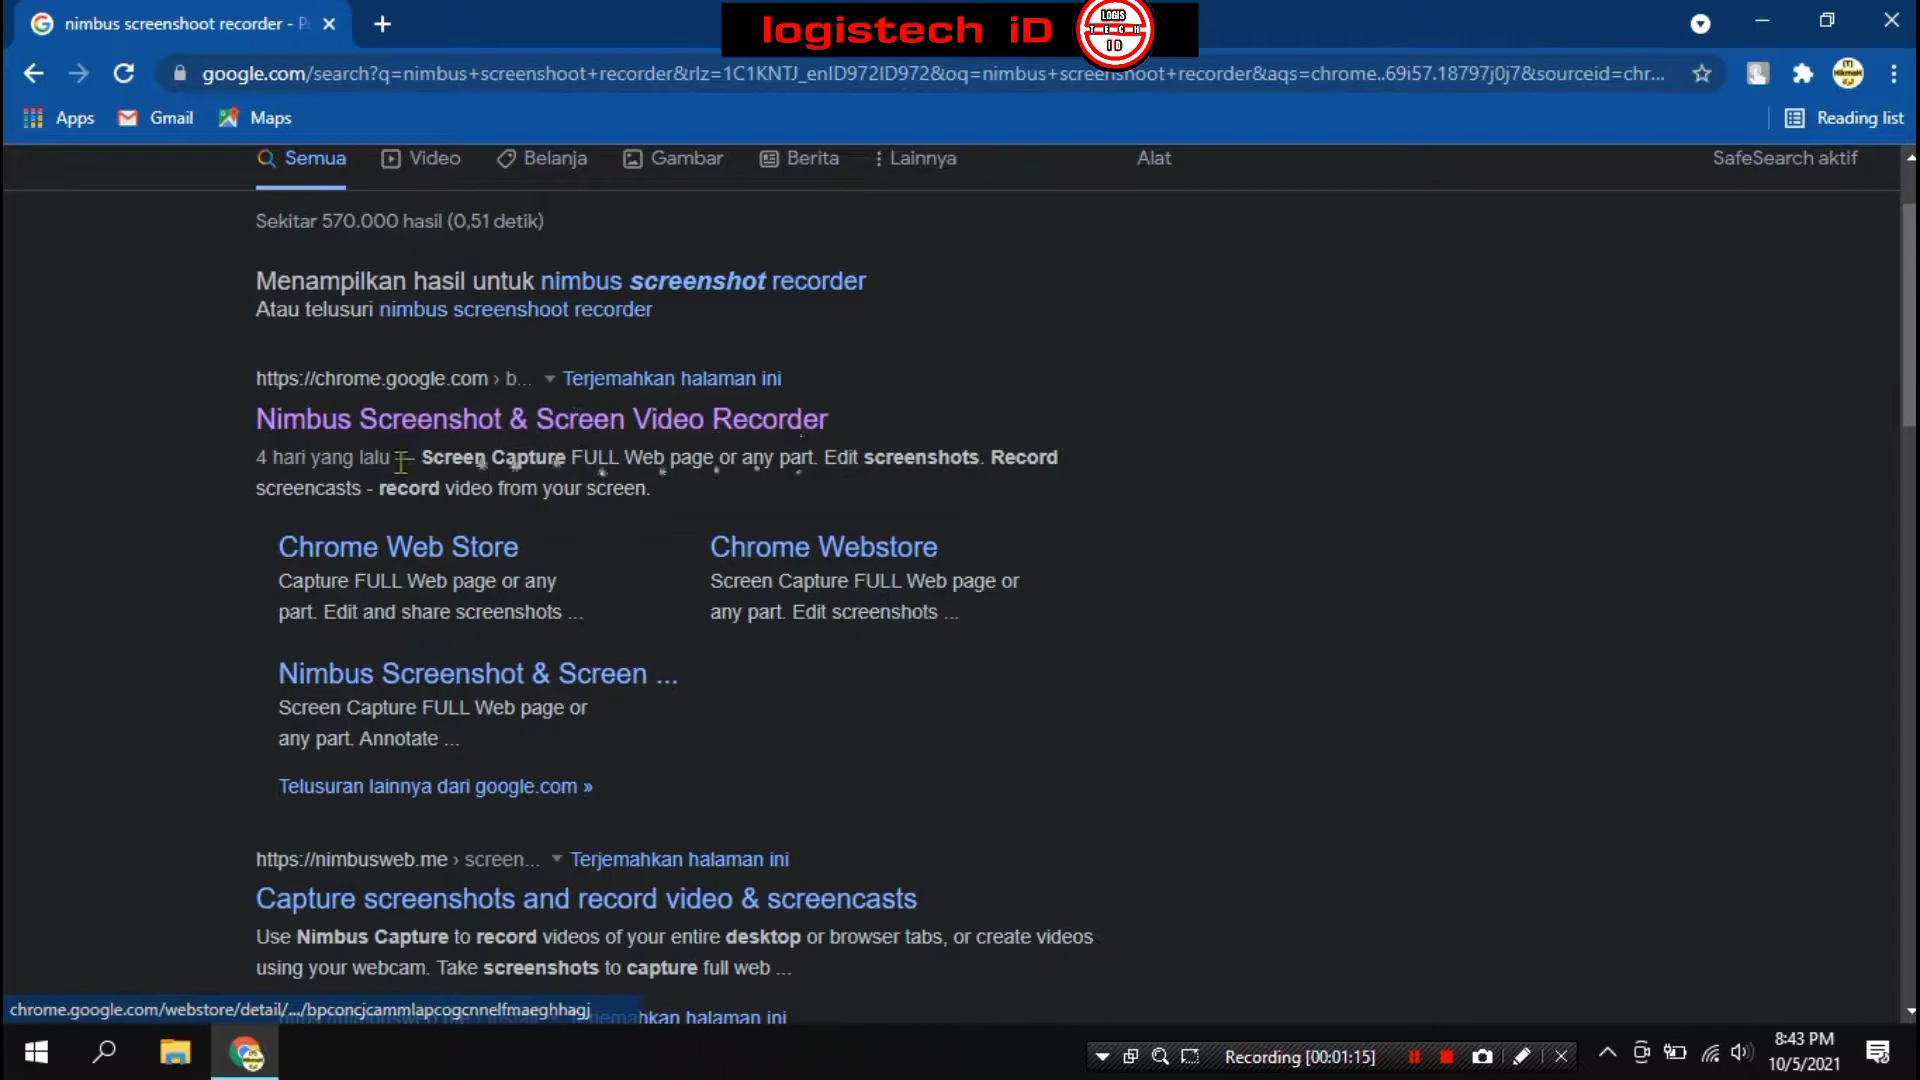 nimbus screenshoot recorder -
logistech iD
LOGIS
TECH
ID
google.com/search?q=nimbus+screenshoot+recorder&rlz=1C1KNTJ_enID972ID972&oq=nimbus+screenshoot+recorder&aqs=chrome..69i57.18797j0j7&sourceid=chr...
Apps
Gmail
Maps
Reading list
Semua
Video
Belanja
Gambar
Berita
Lainnya
Alat
SafeSearch aktif
Sekitar 570.000 hasil (0,51 detik)
Menampilkan hasil untuk nimbus screenshot recorder
Atau telusuri nimbus screenshoot recorder
https://chrome.google.com › b... Terjemahkan halaman ini
Nimbus Screenshot & Screen Video Recorder
4 hari yang lalu — Screen Capture FULL Web page or any part. Edit screenshots. Record
screencasts - record video from your screen.
Chrome Web Store
Capture FULL Web page or any
part. Edit and share screenshots ...
Chrome Webstore
Screen Capture FULL Web page or
any part. Edit screenshots ...
Nimbus Screenshot & Screen ...
Screen Capture FULL Web page or
any part. Annotate ...
Telusuran lainnya dari google.com »
https://nimbusweb.me › screen... Terjemahkan halaman ini
Capture screenshots and record video & screencasts
Use Nimbus Capture to record videos of your entire desktop or browser tabs, or create videos
using your webcam. Take screenshots to capture full web ...
chrome.google.com/webstore/detail/.../bpconcjcammlapcogcnnelfmaeghhagj
hkan halaman ini
Recording [00:01:15]
8:43 PM
10/5/2021